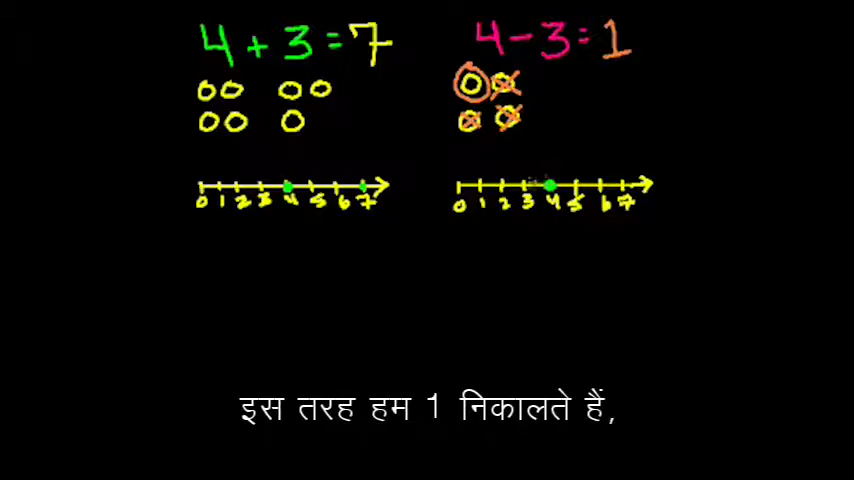 4 + 3 = 7
4 - 3 = 1
0 1 2 3 4 5 6 7
0 1 2 3 4 5 6 7
इस तरह हम 1 निकालते हैं,